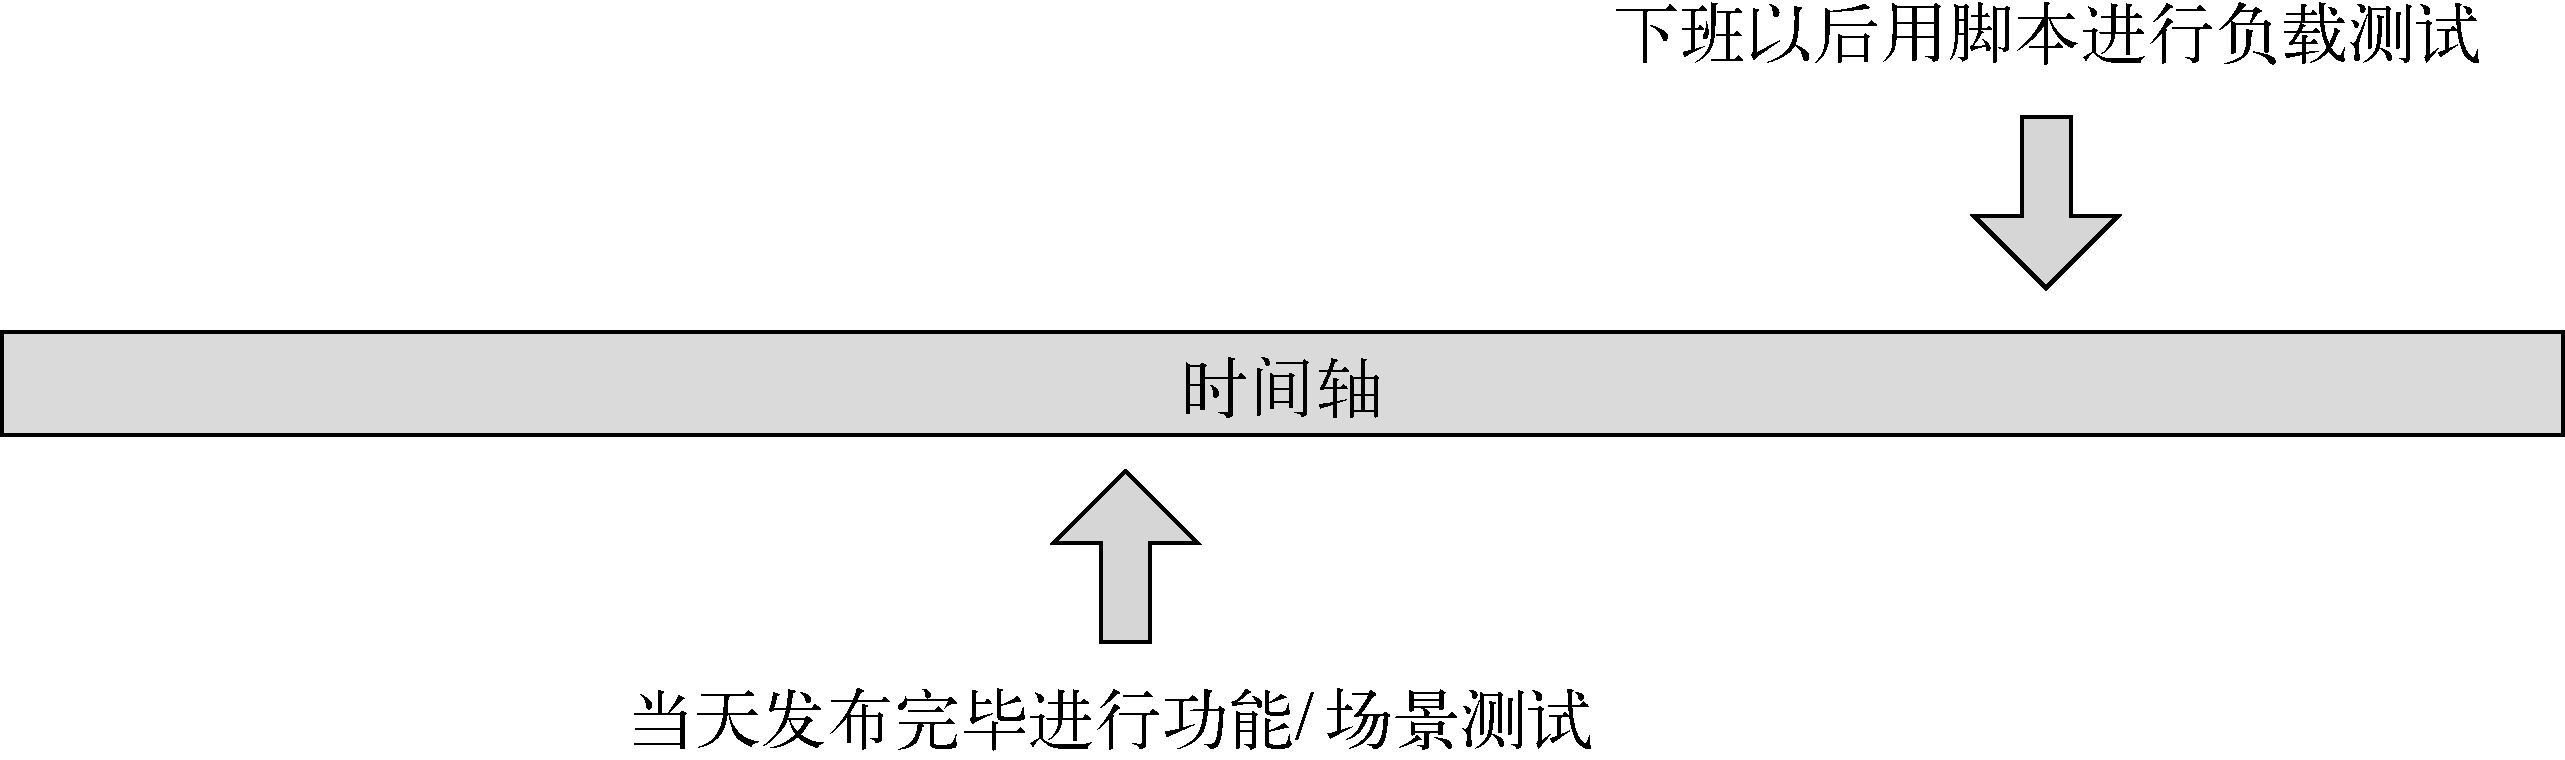 下班以后用脚本进行负载测试
时间轴
当天发布完毕进行功能/场景测试